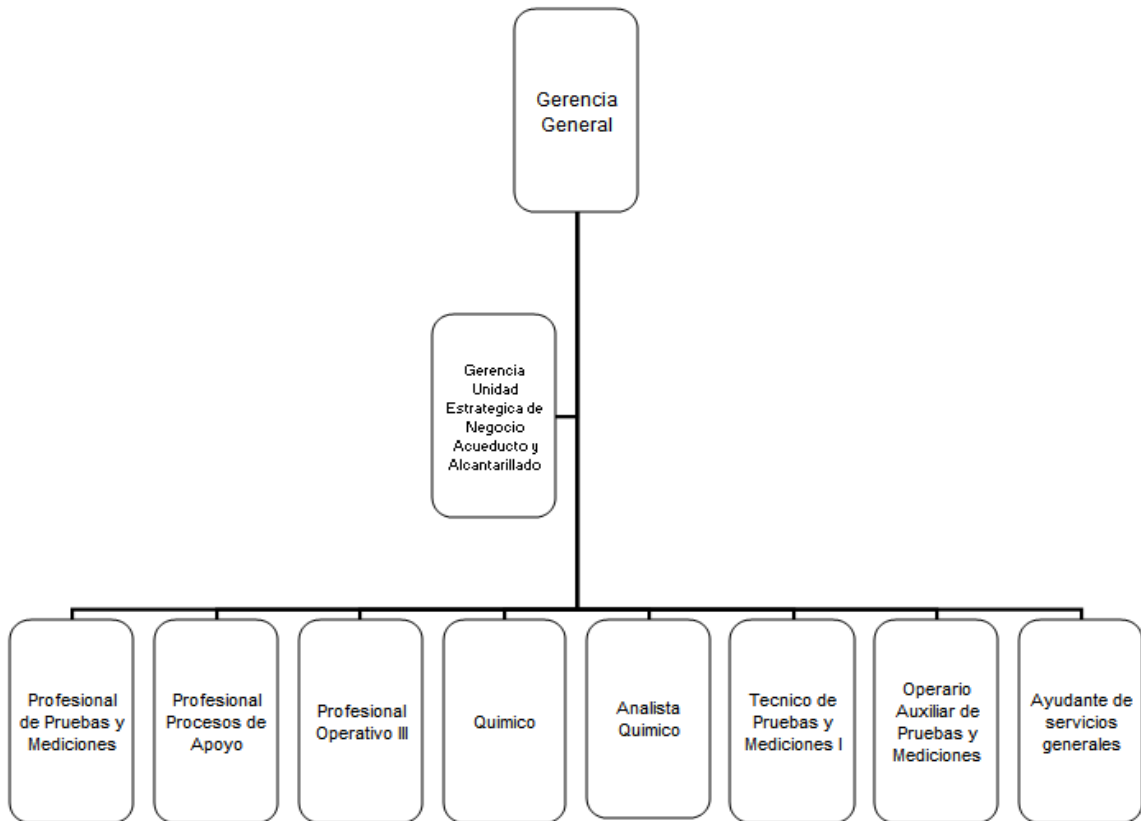 Gerencia
General
Gerencia
Unidad
Estrategica de
Negocio
Acueducto y
Alcantarillado
Profesional
de Pruebas y
Mediciones
Profesional
Procesos de
Apoyo
Profesional
Operativo III
Quimico
Analista
Quimico
Tecnico de
Pruebas y
Mediciones I
Operario
Auxiliar de
Pruebas y
Mediciones
Ayudante de
servicios
generales